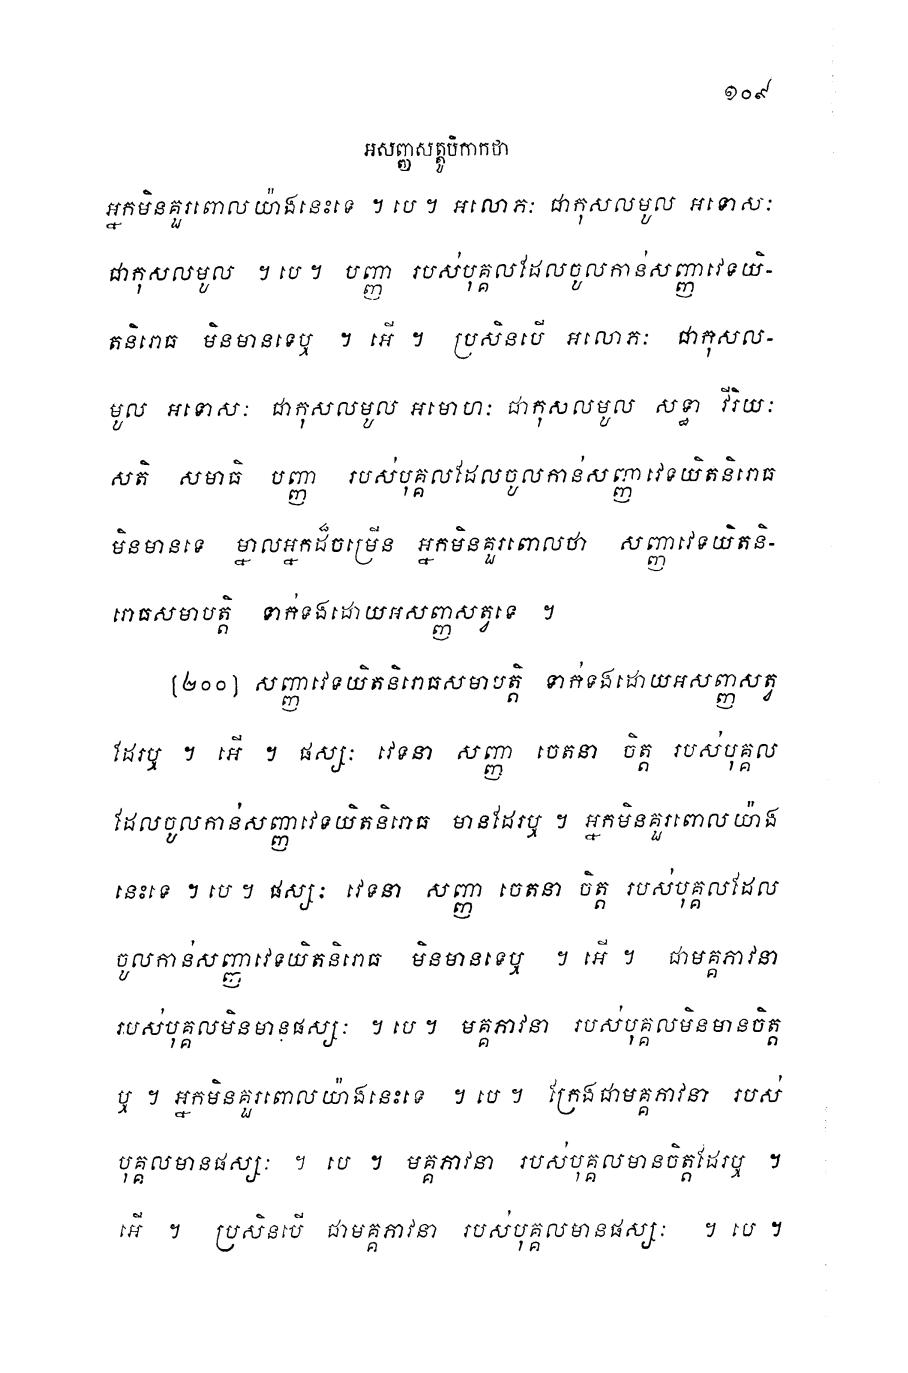 ១០៩
អសញ្ញសត្តូបិកាកថា
អ្នកមិនគួរពោលយ៉ាងនេះទេ ។ បេ ។ អលោភៈ ជាកុសលមូល អទោសៈ
ជាកុសលមូល ។ បេ ។ បញ្ញា របស់បុគ្គលដែលចូលកាន់សញ្ញាវេទយិ-
តនិរោធ មិនមានទេឬ ។ អើ ។ ប្រសិនបើ អលោភៈ ជាកុសល-
មូល អទោសៈ ជាកុសលមូល អមោហៈ ជាកុសលមូល សទ្ធា វីរិយៈ
សតិ សមាធិ បញ្ញា របស់បុគ្គលដែលចូលកាន់សញ្ញាវេទយិតនិរោធ
មិនមានទេ ម្នាលអ្នកដ៏ចម្រើន អ្នកមិនគួរពោលថា សញ្ញាវេទយិតនិ-
រោធសមាបត្តិ ទាក់ទងដោយអសញ្ញសត្វទេ ។
(២០០) សញ្ញាវេទយិតនិរោធសមាបត្តិ ទាក់ទងដោយអសញ្ញសត្វ
ដែរឬ ។ អើ ។ ផស្សៈ វេទនា សញ្ញា ចេតនា ចិត្ត របស់បុគ្គល
ដែលចូលកាន់សញ្ញាវេទយិតនិរោធ មានដែរឬ ។ អ្នកមិនគួរពោលយ៉ាង
នេះទេ ។ បេ ។ ផស្សៈ វេទនា សញ្ញា ចេតនា ចិត្ត របស់បុគ្គលដែល
ចូលកាន់សញ្ញាវេទយិតនិរោធ មិនមានទេឬ ។ អើ ។ ជាមគ្គភាវនា
របស់បុគ្គលមិនមានផស្សៈ ។ បេ ។ មគ្គភាវនា របស់បុគ្គលមិនមានចិត្ត
ឬ ។ អ្នកមិនគួរពោលយ៉ាងនេះទេ ។ បេ ។ ក្រែងជាមគ្គភាវនា របស់
បុគ្គលមានផស្សៈ ។ បេ ។ មគ្គភាវនា របស់បុគ្គលមានចិត្តដែរឬ ។
អើ ។ ប្រសិនបើ ជាមគ្គភាវនា របស់បុគ្គលមានផស្សៈ ។ បេ ។